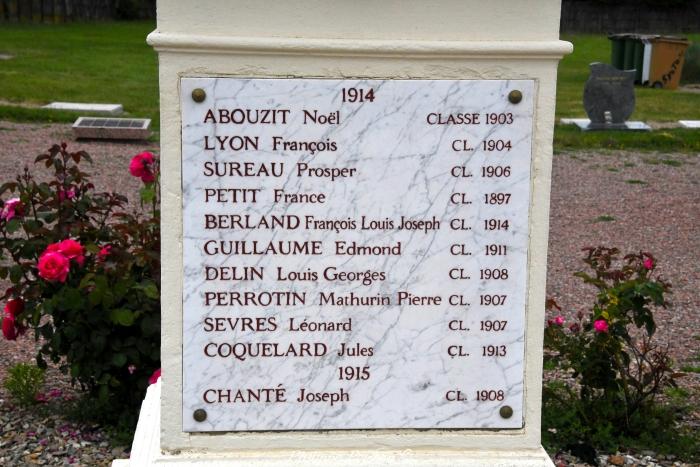 1914
ABOUZIT Noël CLASSE 1903
LYON François CL. 1904
SUREAU Prosper CL. 1906
PETIT France CL. 1897
BERLAND François Louis Joseph CL. 1914
GUILLAUME Edmond CL. 1911
DELIN Louis Georges CL. 1908
PERROTIN Mathurin Pierre CL. 1907
SEVRES Léonard CL. 1907
COQUELARD Jules CL. 1913
1915
CHANTÉ Joseph CL. 1908